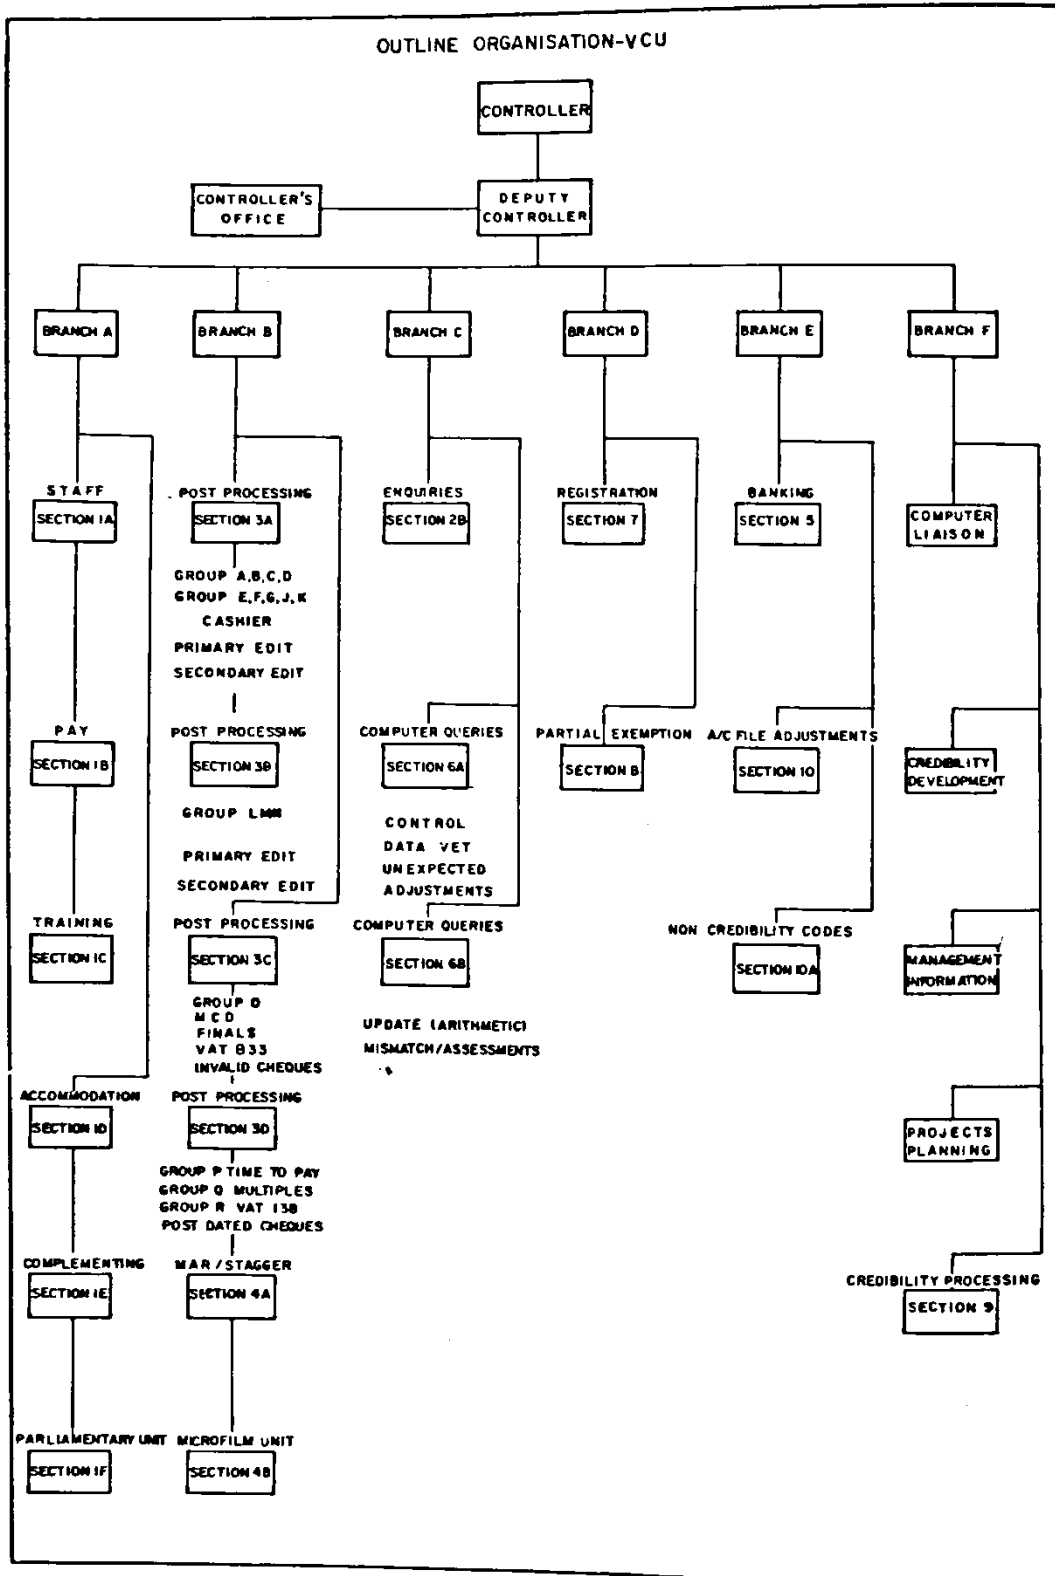 OUTLINE ORGANISATION-VCU
CONTROLLER
CONTROLLER'S
OFFICE
DEPUTY
CONTROLLER
BRANCH A
BRANCH B
BRANCH C
BRANCH D
BRANCH E
BRANCH F
STAFF
SECTION 1A
PAY
SECTION 1B
TRAINING
SECTION 1C
ACCOMMODATION
SECTION 1D
COMPLEMENTING
SECTION 1E
PARLIAMENTARY UNIT
SECTION 1F
POST PROCESSING
SECTION 3A
GROUP A,B,C,D
GROUP E,F,G,J,K
CASHIER
PRIMARY EDIT
SECONDARY EDIT
POST PROCESSING
SECTION 3B
GROUP LMN
PRIMARY EDIT
SECONDARY EDIT
POST PROCESSING
SECTION 3C
GROUP O
MCD
FINALS
VAT 833
INVALID CHEQUES
POST PROCESSING
SECTION 3D
GROUP P TIME TO PAY
GROUP Q MULTIPLES
GROUP R VAT 138
POST DATED CHEQUES
MAR/STAGGER
SECTION 4A
MICROFILM UNIT
SECTION 4B
ENQUIRIES
SECTION 2B
COMPUTER QUERIES
SECTION 6A
CONTROL
DATA VET
UNEXPECTED
ADJUSTMENTS
COMPUTER QUERIES
SECTION 6B
UPDATE (ARITHMETIC)
MISMATCH/ASSESSMENTS
REGISTRATION
SECTION 7
PARTIAL EXEMPTION
SECTION 8
BANKING
SECTION 5
A/C FILE ADJUSTMENTS
SECTION 10
NON CREDIBILITY CODES
SECTION 10A
COMPUTER
LIAISON
CREDIBILITY
DEVELOPMENT
MANAGEMENT
INFORMATION
PROJECTS
PLANNING
CREDIBILITY PROCESSING
SECTION 9